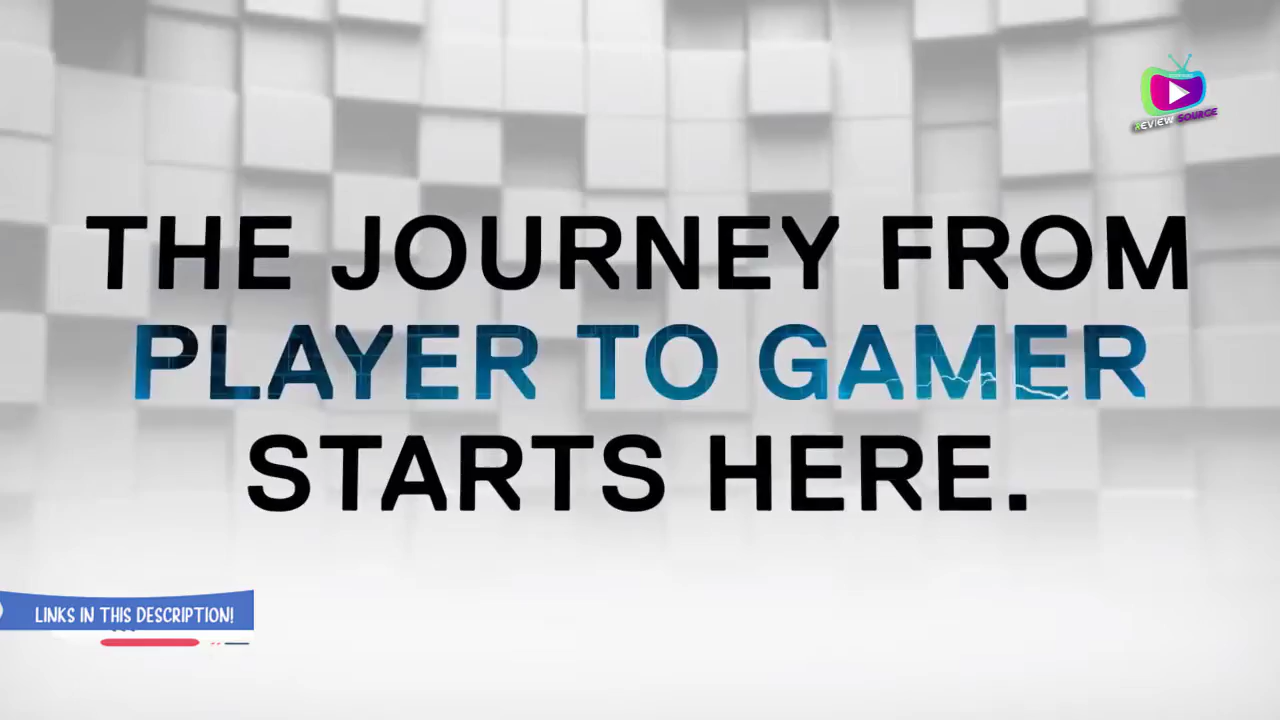 REVIEW SOURCE
THE JOURNEY FROM
PLAYER TO GAMER
STARTS HERE.
LINKS IN THIS DESCRIPTION!